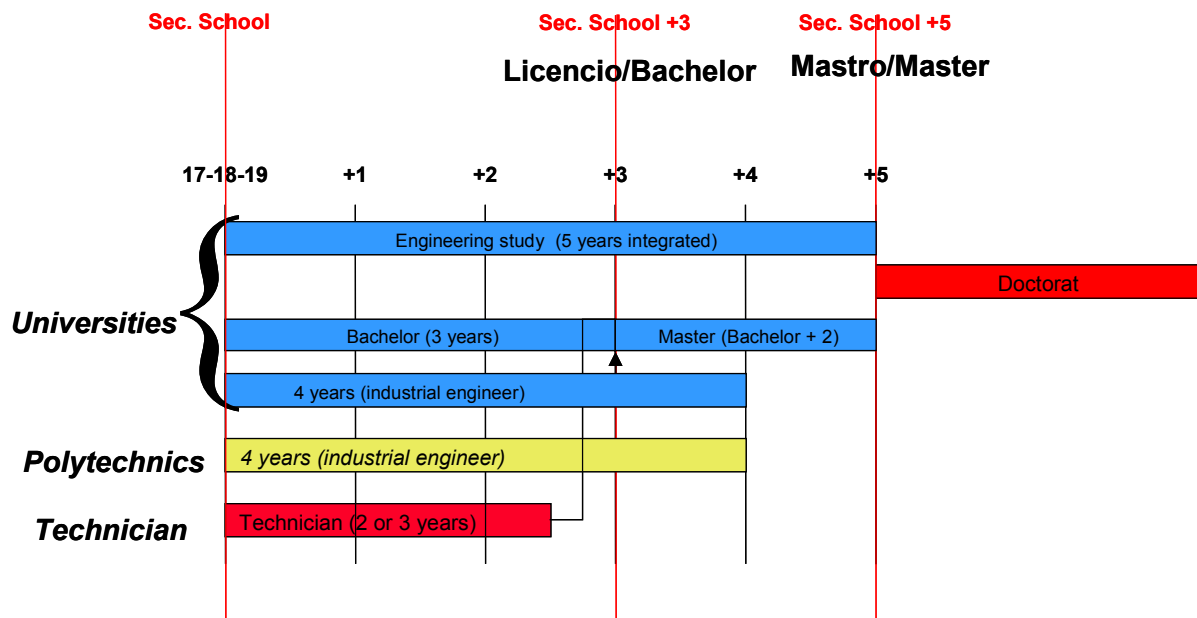 Sec. School
Sec. School +3
Sec. School +5
Licencio/Bachelor
Mastro/Master
17-18-19
+1
+2
+3
+4
+5
Engineering study (5 years integrated)
Doctorat
Universities
Bachelor (3 years)
Master (Bachelor + 2)
4 years (industrial engineer)
Polytechnics
4 years (industrial engineer)
Technician
Technician (2 or 3 years)